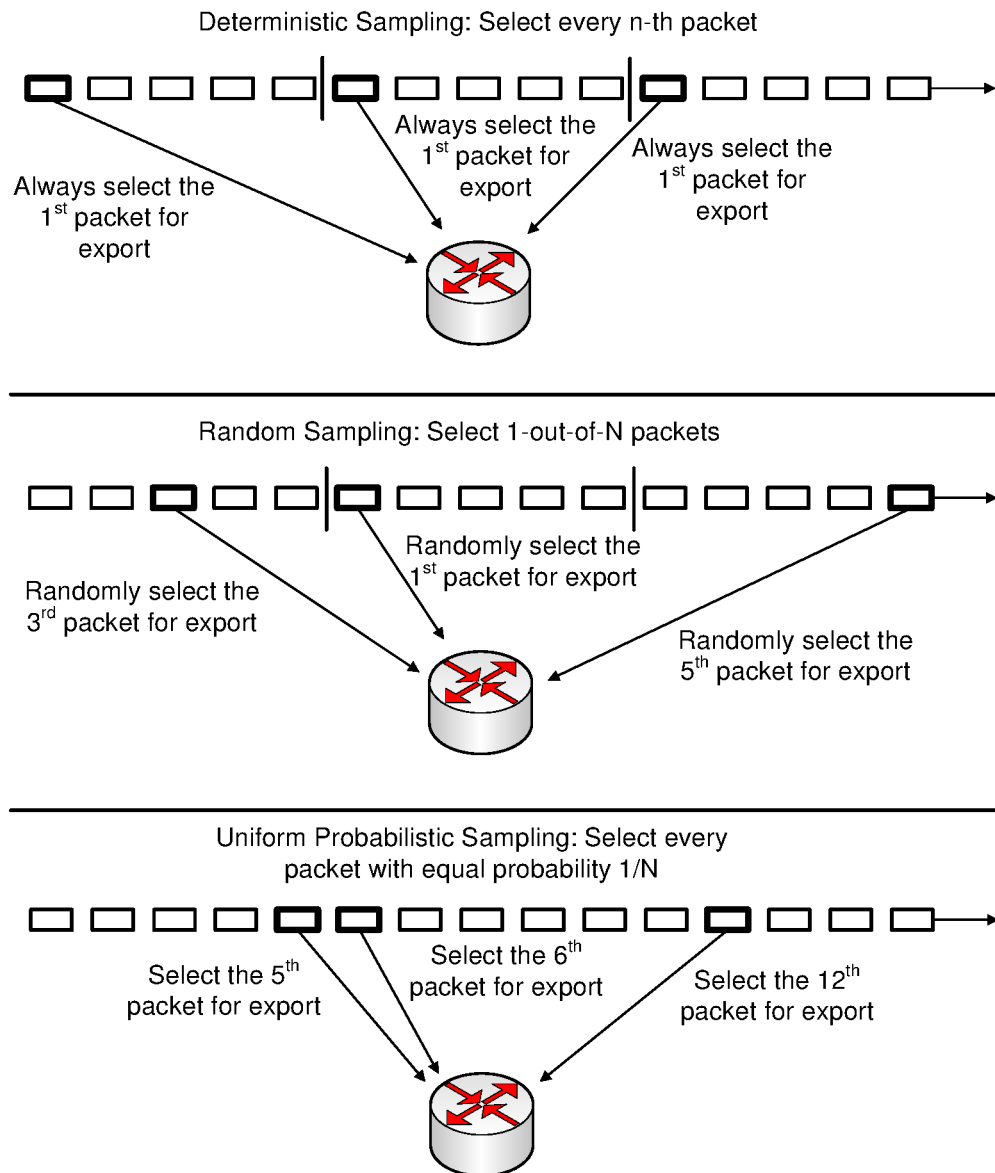 Deterministic Sampling: Select every n-th packet
Always select the
1st packet for
export
Always select the
1st packet for
export
Always select the
1st packet for
export
Random Sampling: Select 1-out-of-N packets
Randomly select the
3rd packet for export
Randomly select the
1st packet for export
Randomly select the
5th packet for export
Uniform Probabilistic Sampling: Select every
packet with equal probability 1/N
Select the 5th
packet for export
Select the 6th
packet for export
Select the 12th
packet for export